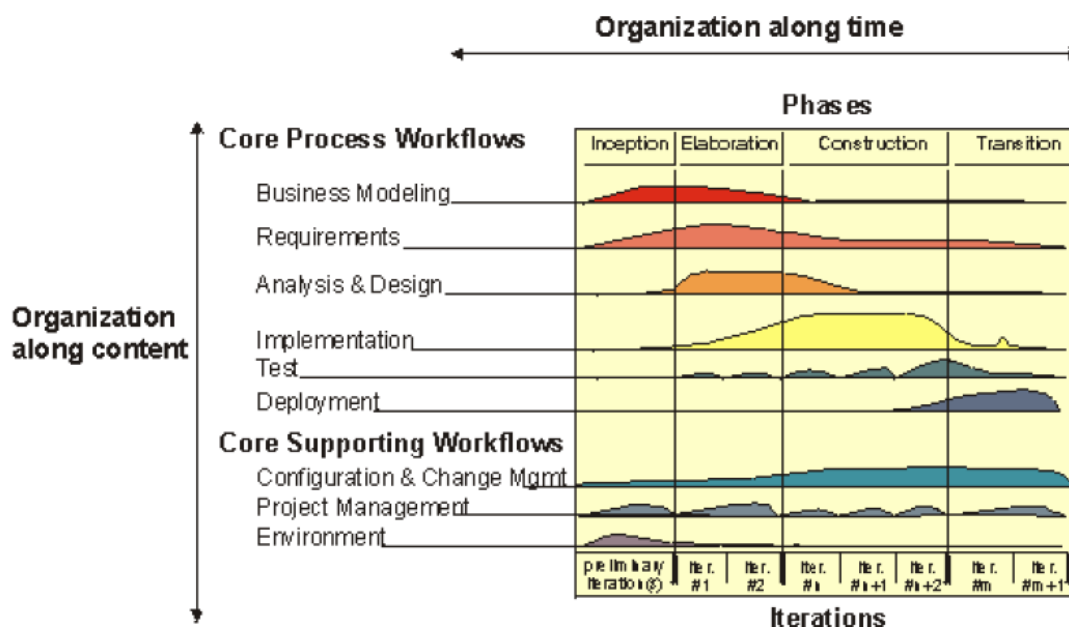 Organization along time
Phases
Core Process Workflows
Inception Elaboration Construction Transition
Business Modeling
Requirements
Analysis & Design
Organization
along content
Implementation
Test
Deployment
Core Supporting Workflows
Configuration & Change Mgmt
Project Management
Environment
preliminary
iteration(s)
Iter.
#1
Iter.
#2
Iter.
#n
Iter.
#n+1
Iter.
#n+2
Iter.
#m
Iter.
#m+1
Iterations